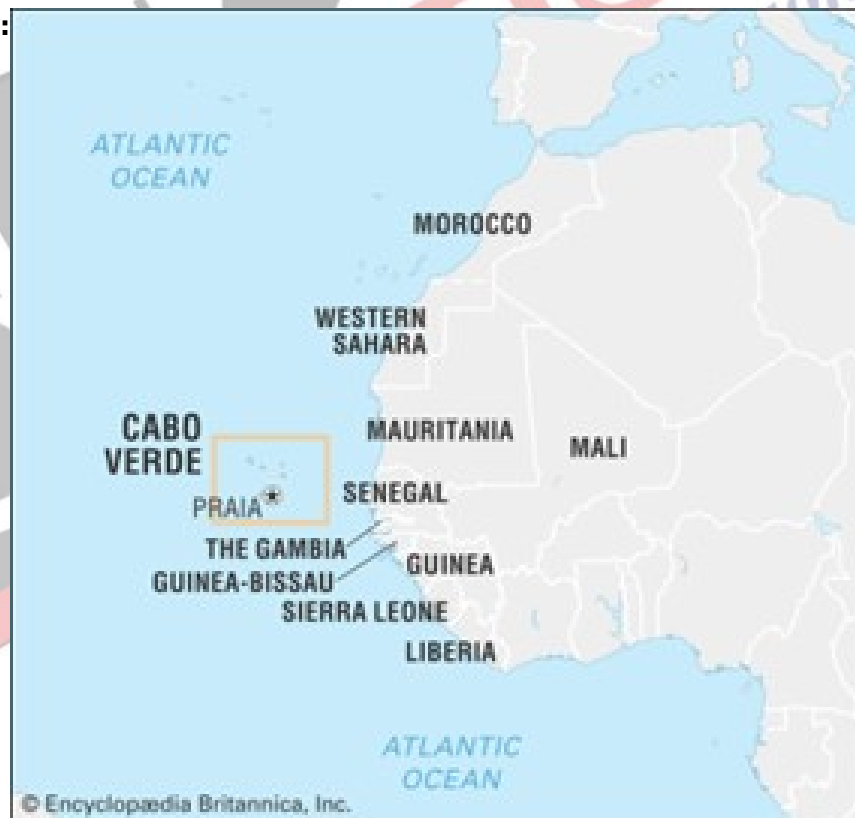 :
ATLANTIC
OCEAN
MOROCCO
WESTERN
SAHARA
CABO
VERDE
MAURITANIA
MALI
PRAIA
SENEGAL
THE GAMBIA
GUINEA-BISSAU
GUINEA
SIERRA LEONE
LIBERIA
ATLANTIC
OCEAN
© Encyclopædia Britannica, Inc.